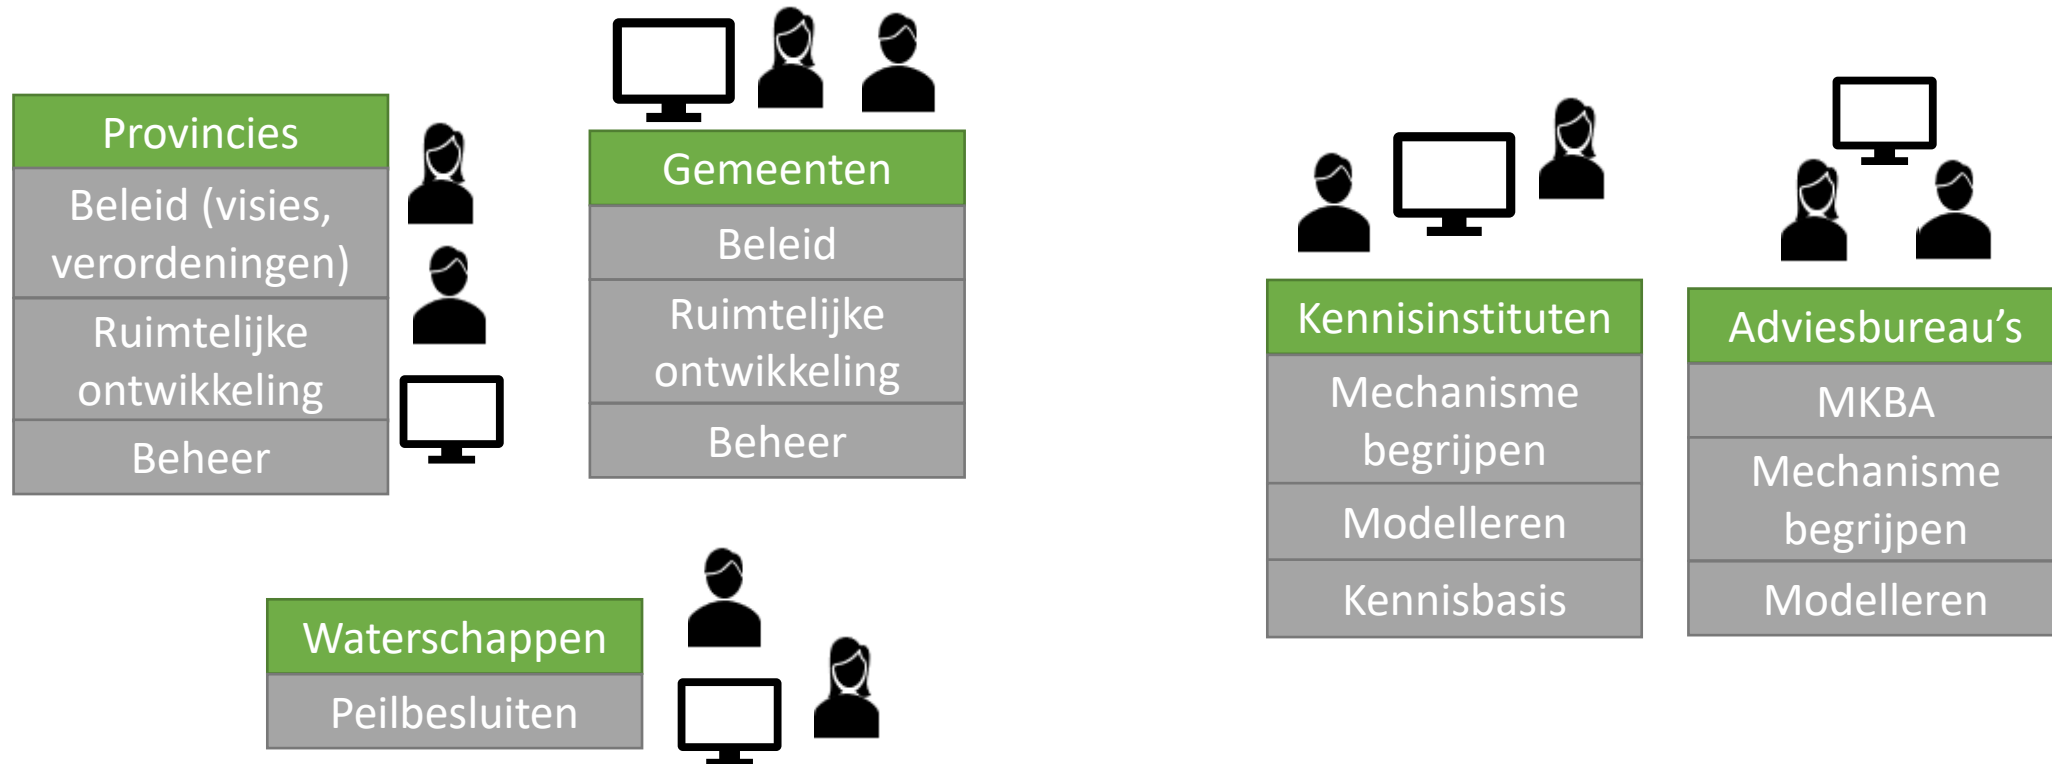 Provincies
Beleid (visies,
verordeningen)
Ruimtelijke
ontwikkeling
Beheer
Gemeenten
Beleid
Ruimtelijke
ontwikkeling
Beheer
Waterschappen
Peilbesluiten
Kennisinstituten
Mechanisme
begrijpen
Modelleren
Kennisbasis
Adviesbureau’s
MKBA
Mechanisme
begrijpen
Modelleren